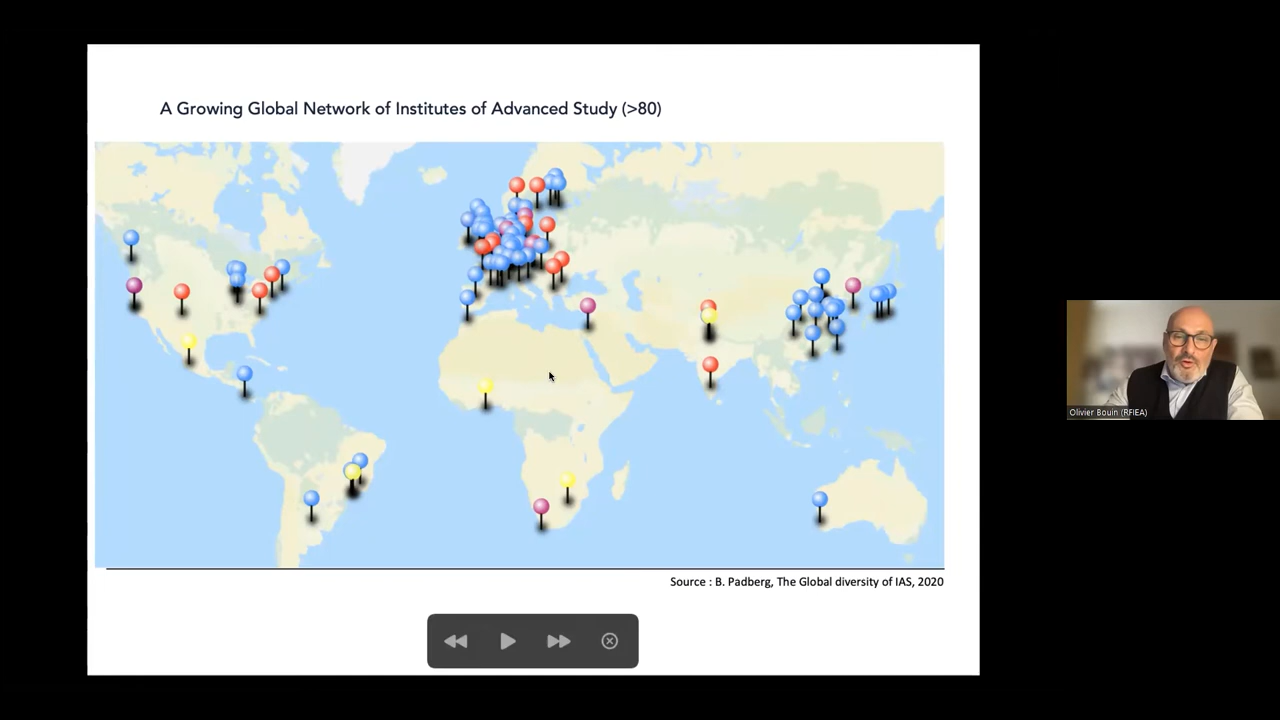 A Growing Global Network of Institutes of Advanced Study (>80)
Olivier Bouin (RFIEA)
Source : B. Padberg, The Global diversity of IAS, 2020